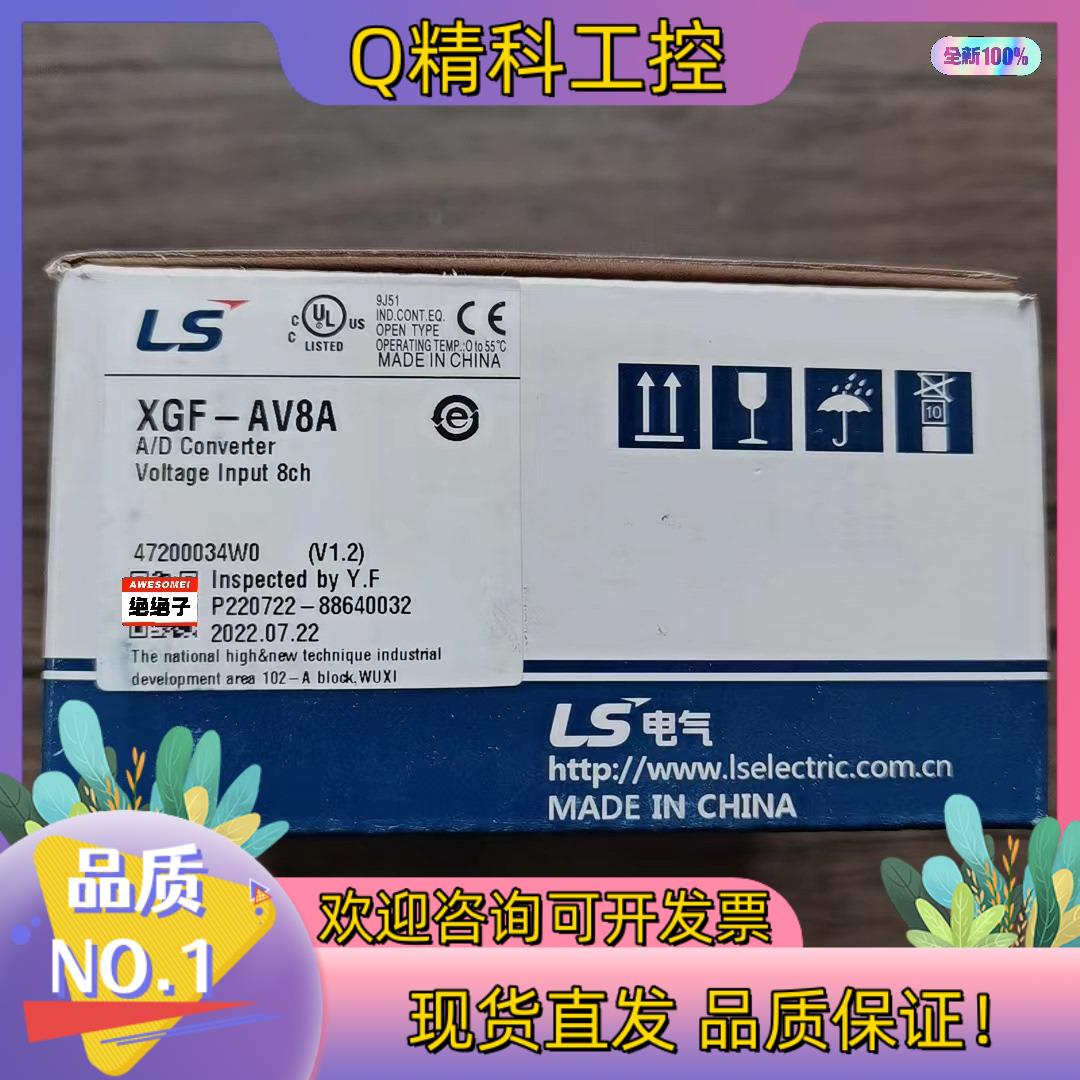 Q精科工控
全新100%
LS
C UL US
C LISTED
9J51
IND.CONT.EQ.
OPEN TYPE
OPERATING TEMP.:0 to 55℃
MADE IN CHINA
CE
XGF-AV8A
A/D Converter
Voltage Input 8ch
e
10
47200034W0 (V1.2)
Inspected by Y.F
AWESOME!
绝绝子
P220722-88640032
2022.07.22
The national high&new technique industrial
development area 102-A block,WUXI
LS电气
http://www.lselectric.com.cn
MADE IN CHINA
品质
NO.1
欢迎咨询可开发票
现货直发 品质保证!